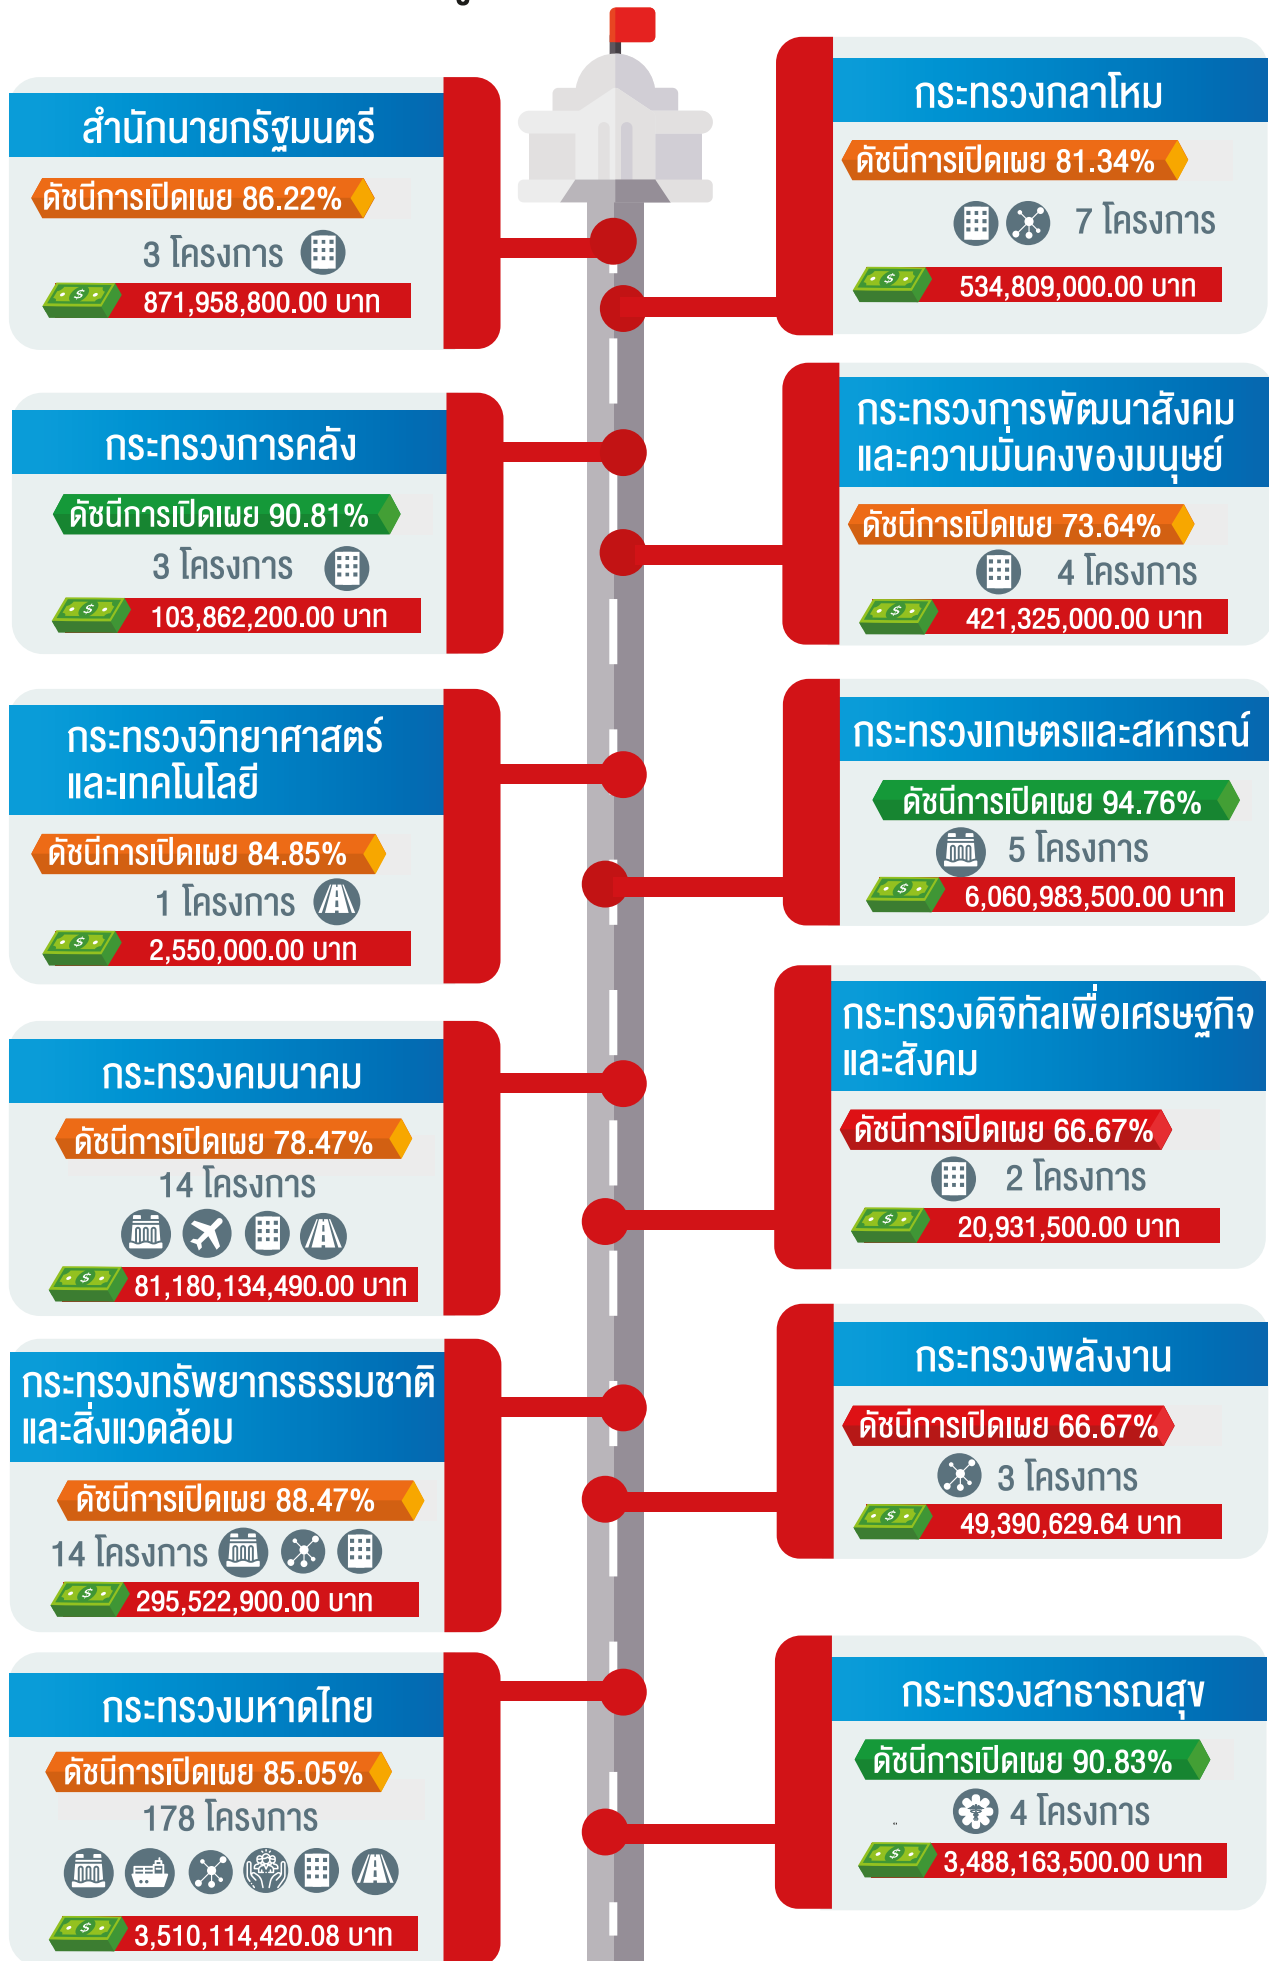 สำนักนายกรัฐมนตรี
ดัชนีการเปิดเผย 86.22%
3 โครงการ
871,958,800.00 บาท
กระทรวงกลาโหม
ดัชนีการเปิดเผย 81.34%
7 โครงการ
534,809,000.00 บาท
กระทรวงการคลัง
ดัชนีการเปิดเผย 90.81%
3 โครงการ
103,862,200.00 บาท
กระทรวงการพัฒนาสังคม
และความมั่นคงของมนุษย์
ดัชนีการเปิดเผย 73.64%
4 โครงการ
421,325,000.00 บาท
กระทรวงวิทยาศาสตร์
และเทคโนโลยี
ดัชนีการเปิดเผย 84.85%
1 โครงการ
2,550,000.00 บาท
กระทรวงเกษตรและสหกรณ์
ดัชนีการเปิดเผย 94.76%
5 โครงการ
6,060,983,500.00 บาท
กระทรวงคมนาคม
ดัชนีการเปิดเผย 78.47%
14 โครงการ
81,180,134,490.00 บาท
กระทรวงดิจิทัลเพื่อเศรษฐกิจ
และสังคม
ดัชนีการเปิดเผย 66.67%
2 โครงการ
20,931,500.00 บาท
กระทรวงทรัพยากรธรรมชาติ
และสิ่งแวดล้อม
ดัชนีการเปิดเผย 88.47%
14 โครงการ
295,522,900.00 บาท
กระทรวงพลังงาน
ดัชนีการเปิดเผย 66.67%
3 โครงการ
49,390,629.64 บาท
กระทรวงมหาดไทย
ดัชนีการเปิดเผย 85.05%
178 โครงการ
3,510,114,420.08 บาท
กระทรวงสาธารณสุข
ดัชนีการเปิดเผย 90.83%
4 โครงการ
3,488,163,500.00 บาท